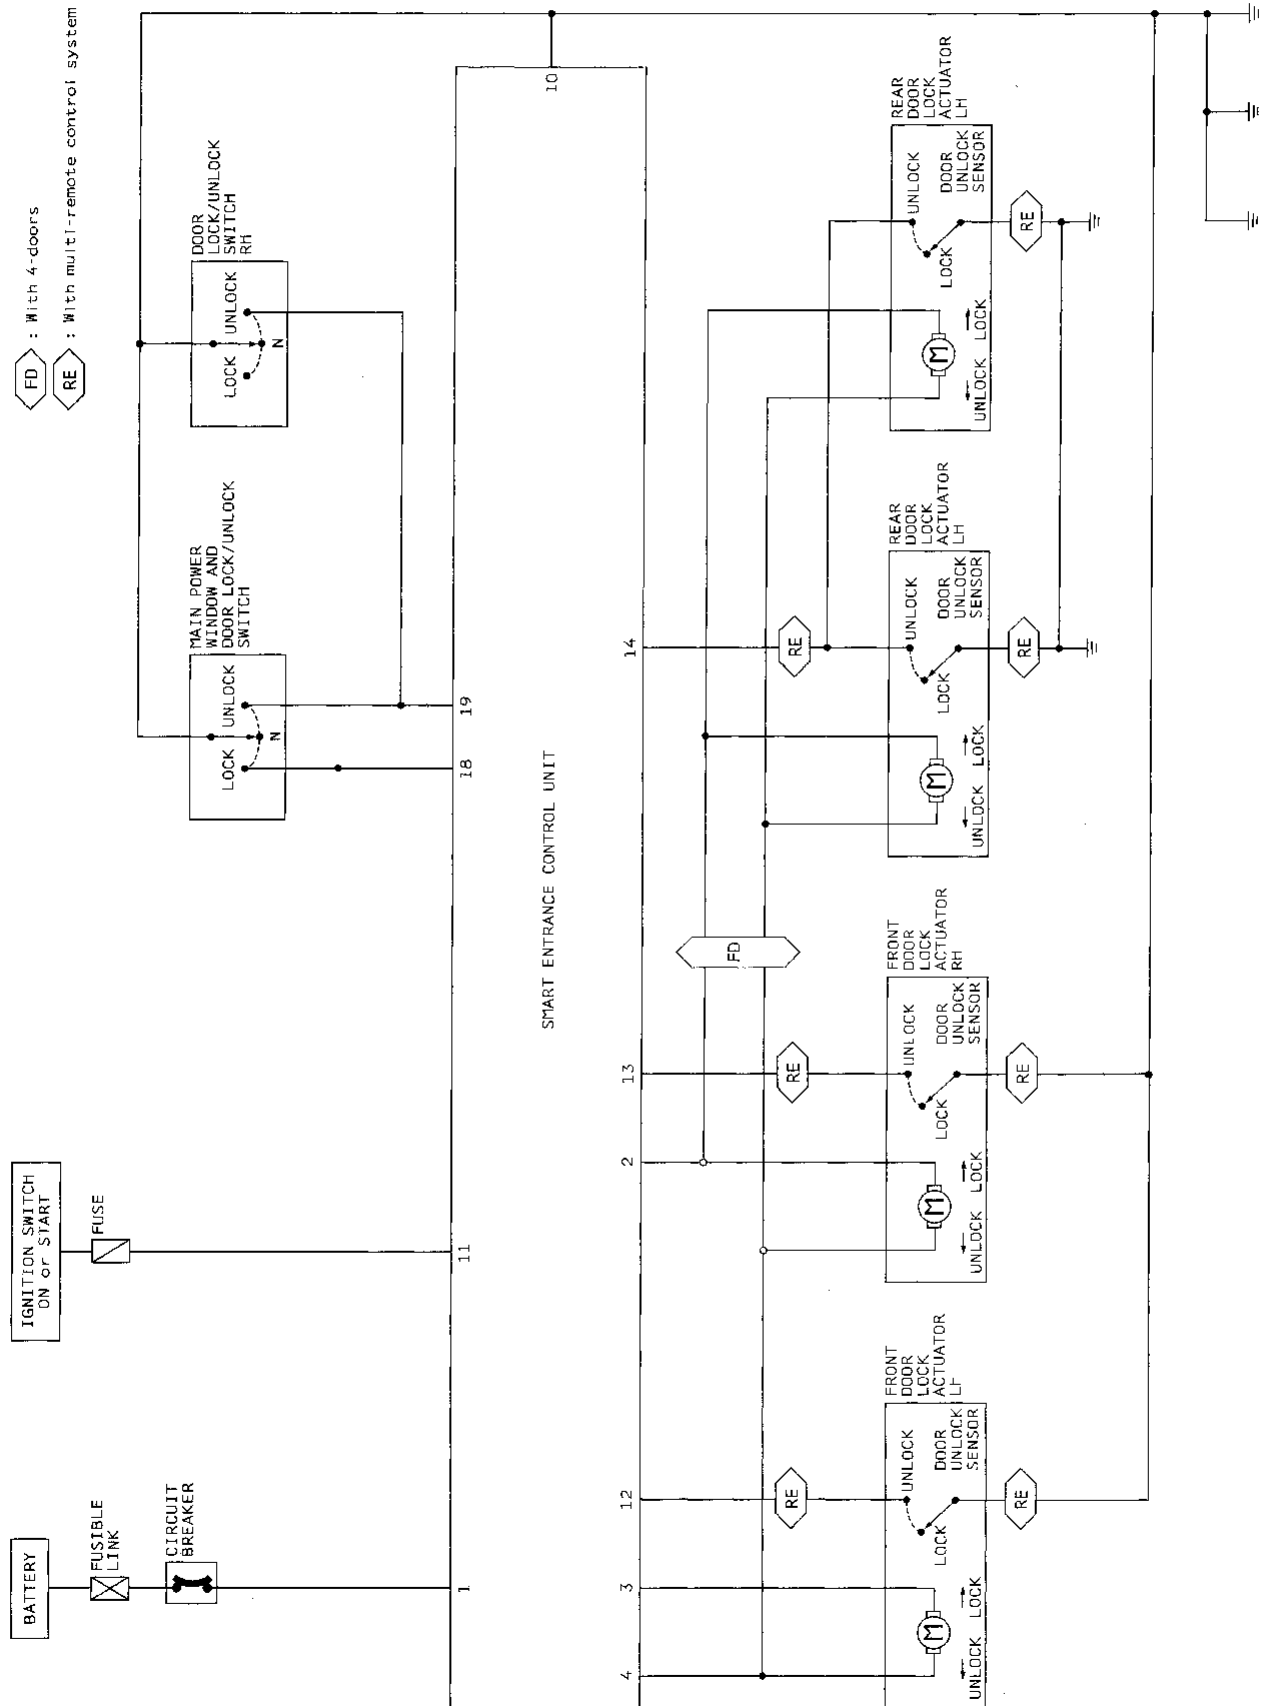 BATTERY
FUSIBLE
LINK
CIRCUIT
BREAKER
1
IGNITION SWITCH
ON or START
FUSE
11
FD : With 4-doors
RE : With multi-remote control system
MAIN POWER
WINDOW AND
DOOR LOCK/UNLOCK
SWITCH
LOCK UNLOCK
N
18 19
DOOR
LOCK/UNLOCK
SWITCH
RH
LOCK UNLOCK
N
10
SMART ENTRANCE CONTROL UNIT
4 3 12 2 13 14
FD
RE
RE
RE
FRONT
DOOR
LOCK
ACTUATOR
UNLOCK
LOCK
DOOR
UNLOCK
SENSOR
M
UNLOCK LOCK
RE
FRONT
DOOR
LOCK
ACTUATOR
RH
UNLOCK
LOCK
DOOR
UNLOCK
SENSOR
M
UNLOCK LOCK
RE
REAR
DOOR
LOCK
ACTUATOR
LH
UNLOCK
LOCK
DOOR
UNLOCK
SENSOR
M
UNLOCK LOCK
RE
REAR
DOOR
LOCK
ACTUATOR
LH
UNLOCK
LOCK
DOOR
UNLOCK
SENSOR
M
UNLOCK LOCK
RE